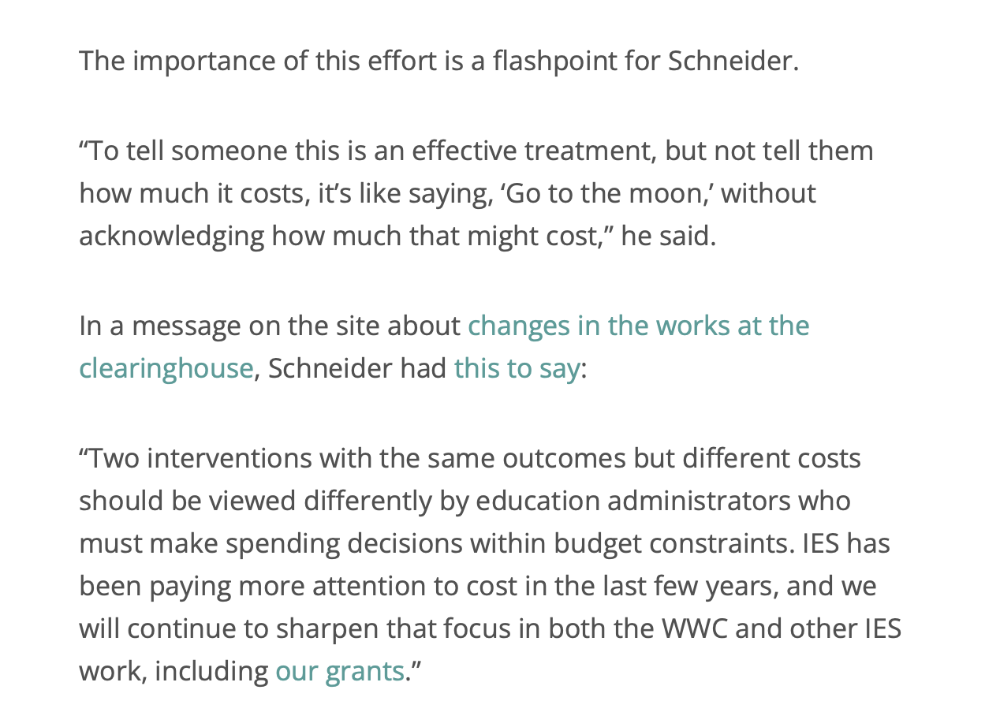 The importance of this effort is a flashpoint for Schneider.
“To tell someone this is an effective treatment, but not tell them
how much it costs, it’s like saying, ‘Go to the moon,’ without
acknowledging how much that might cost,” he said.
In a message on the site about changes in the works at the
clearinghouse, Schneider had this to say:
“Two interventions with the same outcomes but different costs
should be viewed differently by education administrators who
must make spending decisions within budget constraints. IES has
been paying more attention to cost in the last few years, and we
will continue to sharpen that focus in both the WWC and other IES
work, including our grants.”